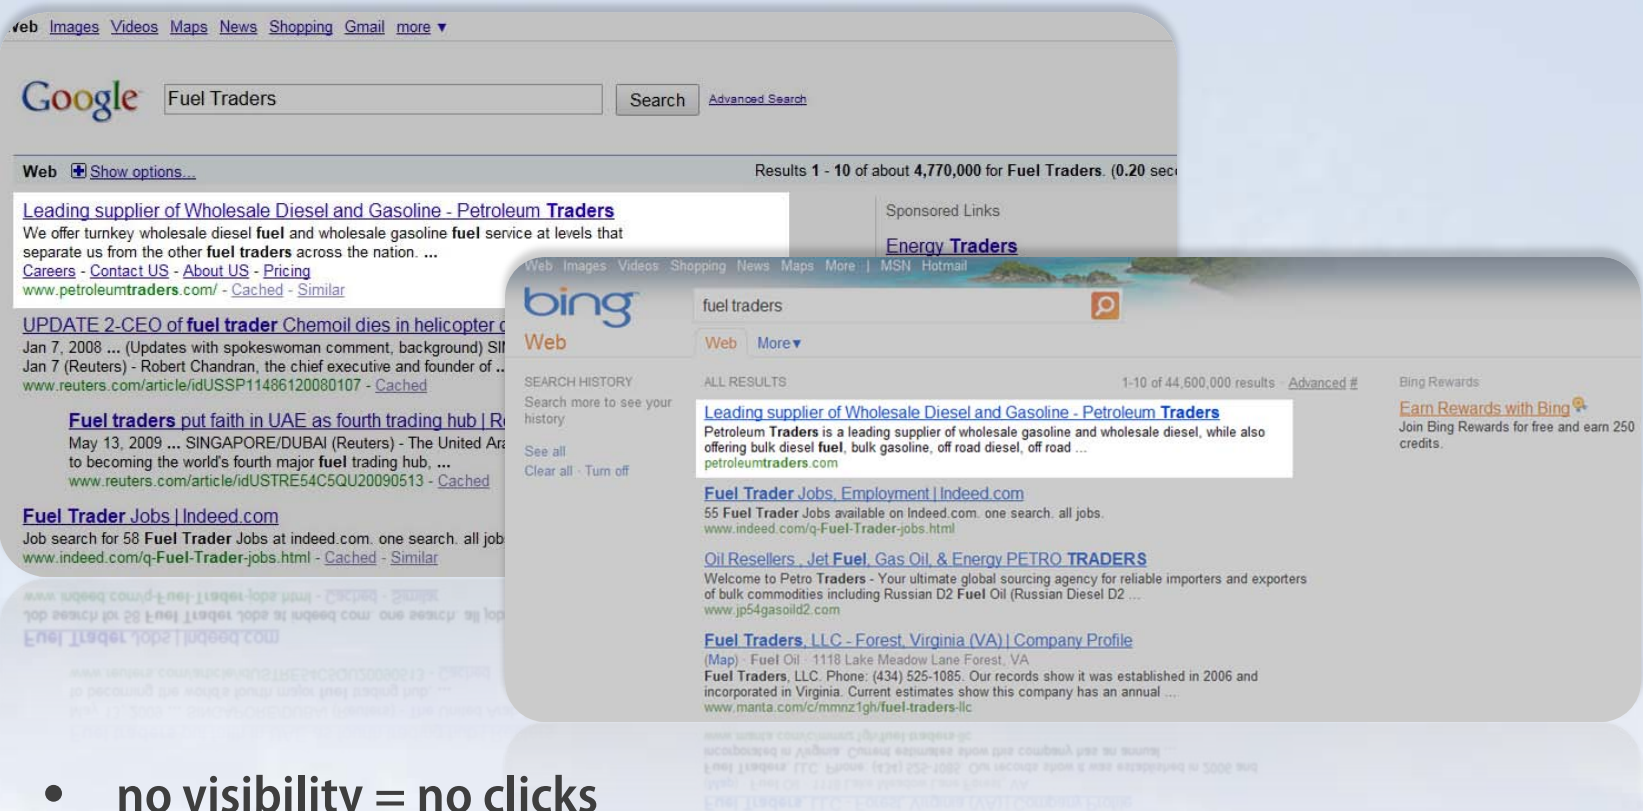 Web Images Videos Maps News Shopping Gmail more ▼
Google Fuel Traders Search Advanced Search
Web Show options... Results 1 - 10 of about 4,770,000 for Fuel Traders. (0.20
Leading supplier of Wholesale Diesel and Gasoline - Petroleum Traders
We offer turnkey wholesale diesel fuel and wholesale gasoline fuel service at levels that
separate us from the other fuel traders across the nation. ...
Careers - Contact US - About US - Pricing
www.petroleumtraders.com/ - Cached - Similar
Sponsored Links
Energy Traders
UPDATE 2-CEO of fuel trader Chemoil dies in helicopter
Jan 7, 2008 ... (Updates with spokeswoman comment, background)
Jan 7 (Reuters) - Robert Chandran, the chief executive and founder of ..
www.reuters.com/article/idUSSP11486120080107 - Cached
Fuel traders put faith in UAE as fourth trading hub |
May 13, 2009 ... SINGAPORE/DUBAI (Reuters) - The United
to becoming the world's fourth major fuel trading hub, ...
www.reuters.com/article/idUSTRE54C5QU20090513 - Cached
Fuel Trader Jobs | Indeed.com
Job search for 58 Fuel Trader Jobs at indeed.com. one search. all
www.indeed.com/q-Fuel-Trader-jobs.html - Cached - Similar
Web Images Videos Shopping News Maps More | MSN Hotmail
bing fuel traders
Web
Web More▾
SEARCH HISTORY
Search more to see your
history
See all
Clear all · Turn off
ALL RESULTS 1-10 of 44,600,000 results · Advanced #
Leading supplier of Wholesale Diesel and Gasoline - Petroleum Traders
Petroleum Traders is a leading supplier of wholesale gasoline and wholesale diesel, while also
offering bulk diesel fuel, bulk gasoline, off road diesel, off road ...
petroleumtraders.com
Fuel Trader Jobs, Employment | Indeed.com
55 Fuel Trader Jobs available on Indeed.com. one search. all jobs.
www.indeed.com/q-Fuel-Trader-jobs.html
Oil Resellers , Jet Fuel, Gas Oil, & Energy PETRO TRADERS
Welcome to Petro Traders - Your ultimate global sourcing agency for reliable importers and exporters
of bulk commodities including Russian D2 Fuel Oil (Russian Diesel D2 ...
www.jp54gasoild2.com
Fuel Traders, LLC - Forest, Virginia (VA) | Company Profile
(Map) · Fuel Oil · 1118 Lake Meadow Lane Forest, VA
Fuel Traders, LLC. Phone: (434) 525-1085. Our records show it was established in 2006 and
incorporated in Virginia. Current estimates show this company has an annual ...
www.manta.com/c/mmnz1gh/fuel-traders-llc
Bing Rewards
Earn Rewards with Bing
Join Bing Rewards for free and earn 250
credits.
• no visibility = no clicks